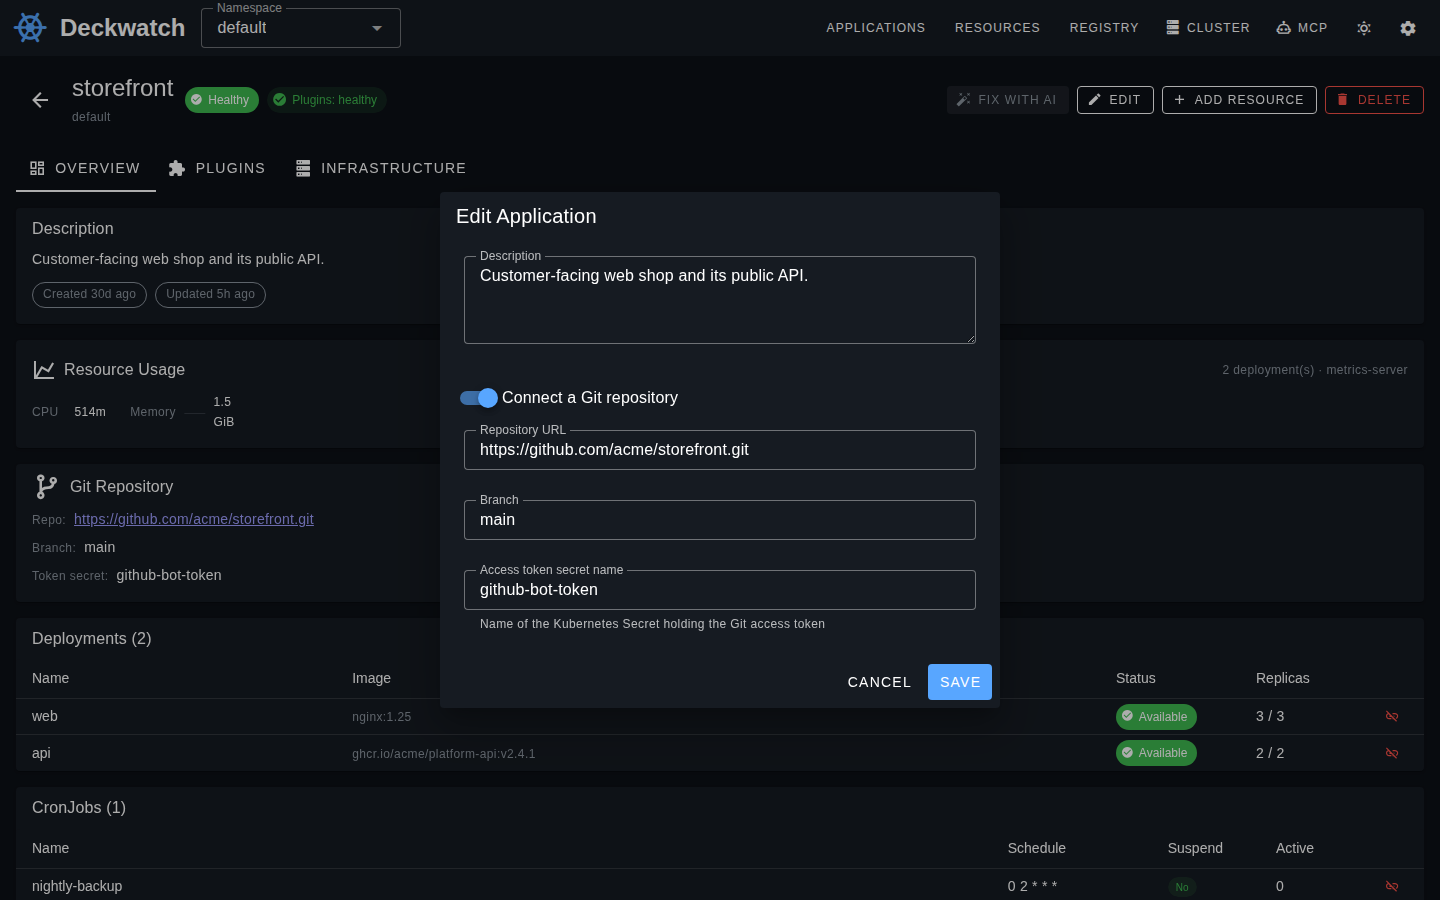 Deckwatch
Namespace
default
APPLICATIONS
RESOURCES
REGISTRY
CLUSTER
MCP
storefront
default
Healthy
Plugins: healthy
FIX WITH AI
EDIT
ADD RESOURCE
DELETE
OVERVIEW
PLUGINS
INFRASTRUCTURE
Description
Customer-facing web shop and its public API.
Created 30d ago
Updated 5h ago
Resource Usage
2 deployment(s) · metrics-server
CPU
514m
Memory
1.5
GiB
Git Repository
Repo: https://github.com/acme/storefront.git
Branch: main
Token secret: github-bot-token
Edit Application
Description
Customer-facing web shop and its public API.
Connect a Git repository
Repository URL
https://github.com/acme/storefront.git
Branch
main
Access token secret name
github-bot-token
Name of the Kubernetes Secret holding the Git access token
CANCEL
SAVE
Deployments (2)
Name Image Status Replicas
web nginx:1.25 Available 3 / 3
api ghcr.io/acme/platform-api:v2.4.1 Available 2 / 2
CronJobs (1)
Name Schedule Suspend Active
nightly-backup 0 2 * * * No 0